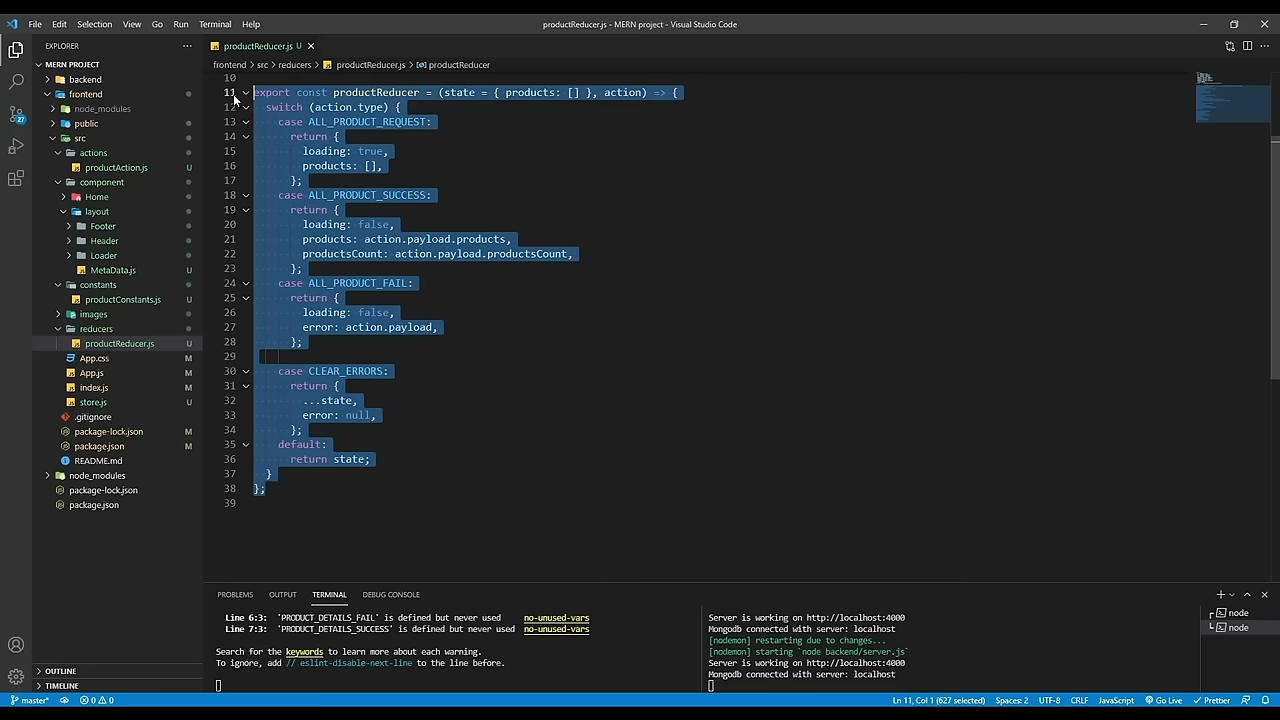 File Edit Selection View Go Run Terminal Help
productReducer.js - MERN project - Visual Studio Code
EXPLORER
MERN PROJECT
backend
frontend
node_modules
public
src
actions
productAction.js U
component
Home
layout
Footer
Header
Loader
MetaData.js U
constants
productConstants.js U
images
reducers
productReducer.js U
App.css M
App.js M
index.js M
store.js U
.gitignore
package-lock.json M
package.json M
README.md
node_modules
package-lock.json
package.json
OUTLINE
TIMELINE
27
productReducer.js U
frontend > src > reducers > productReducer.js > productReducer
10
11 export const productReducer = (state = { products: [] }, action) => {
12 switch (action.type) {
13 case ALL_PRODUCT_REQUEST:
14 return {
15 loading: true,
16 products: [],
17 };
18 case ALL_PRODUCT_SUCCESS:
19 return {
20 loading: false,
21 products: action.payload.products,
22 productsCount: action.payload.productsCount,
23 };
24 case ALL_PRODUCT_FAIL:
25 return {
26 loading: false,
27 error: action.payload,
28 };
29
30 case CLEAR_ERRORS:
31 return {
32 ...state,
33 error: null,
34 };
35 default:
36 return state;
37 }
38 };
39
PROBLEMS OUTPUT TERMINAL DEBUG CONSOLE
Line 6:3: 'PRODUCT_DETAILS_FAIL' is defined but never used no-unused-vars
Line 7:3: 'PRODUCT_DETAILS_SUCCESS' is defined but never used no-unused-vars
Search for the keywords to learn more about each warning.
To ignore, add // eslint-disable-next-line to the line before.
Server is working on http://localhost:4000
Mongodb connected with server: localhost
[nodemon] restarting due to changes...
[nodemon] starting `node backend/server.js`
Server is working on http://localhost:4000
Mongodb connected with server: localhost
node
node
master* 0 0 Ln 11, Col 1 (627 selected) Spaces: 2 UTF-8 CRLF JavaScript Go Live Prettier